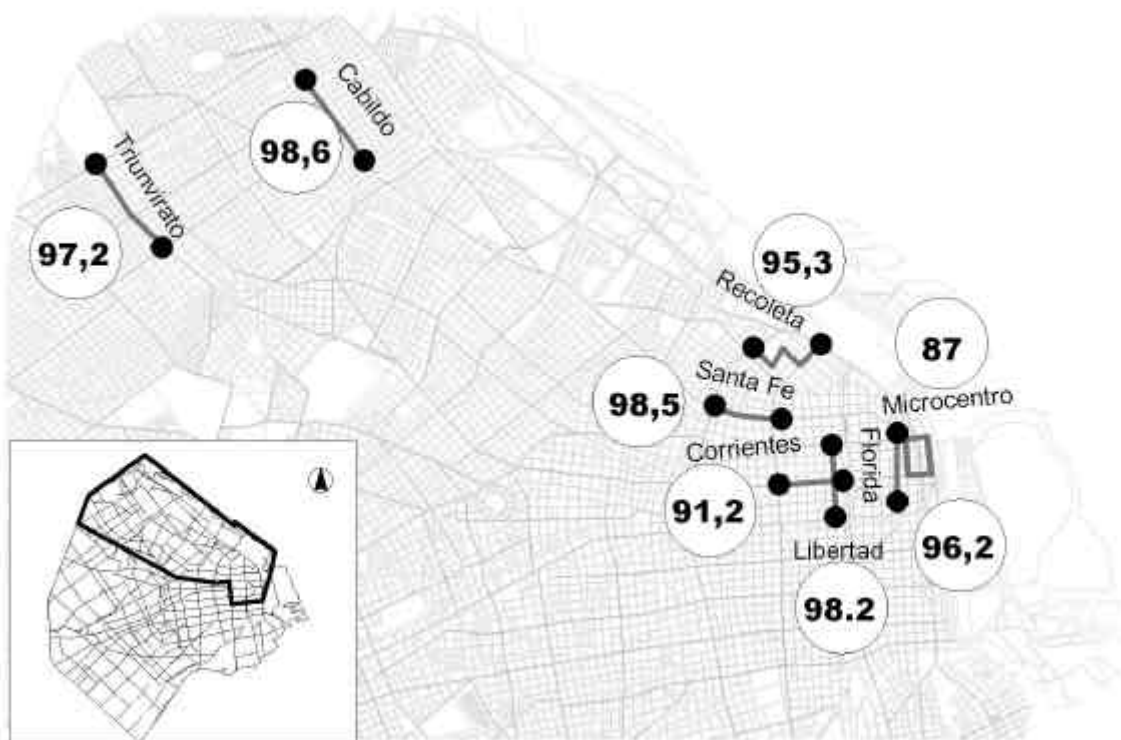 Cabildo
98,6
Triunvirato
97,2
95,3
Recoleta
87
Microcentro
Santa Fe
98,5
Corrientes
Florida
91,2
96,2
Libertad
98.2